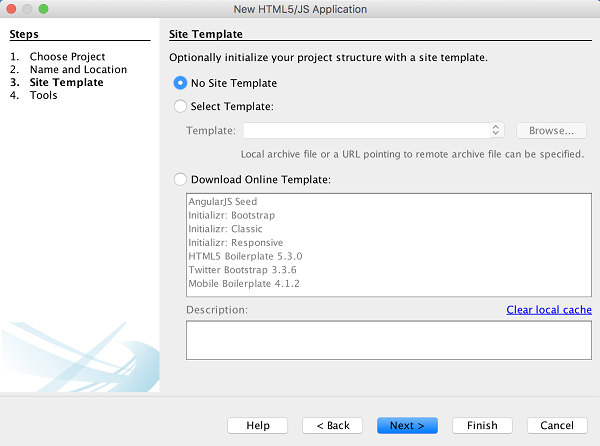 New HTML5/JS Application
Steps
1. Choose Project
2. Name and Location
3. Site Template
4. Tools
Site Template
Optionally initialize your project structure with a site template.
No Site Template
Select Template:
Template:
Browse...
Local archive file or a URL pointing to remote archive file can be specified.
Download Online Template:
AngularJS Seed
Initializr: Bootstrap
Initializr: Classic
Initializr: Responsive
HTML5 Boilerplate 5.3.0
Twitter Bootstrap 3.3.6
Mobile Boilerplate 4.1.2
Description:
Clear local cache
Help
< Back
Next >
Finish
Cancel